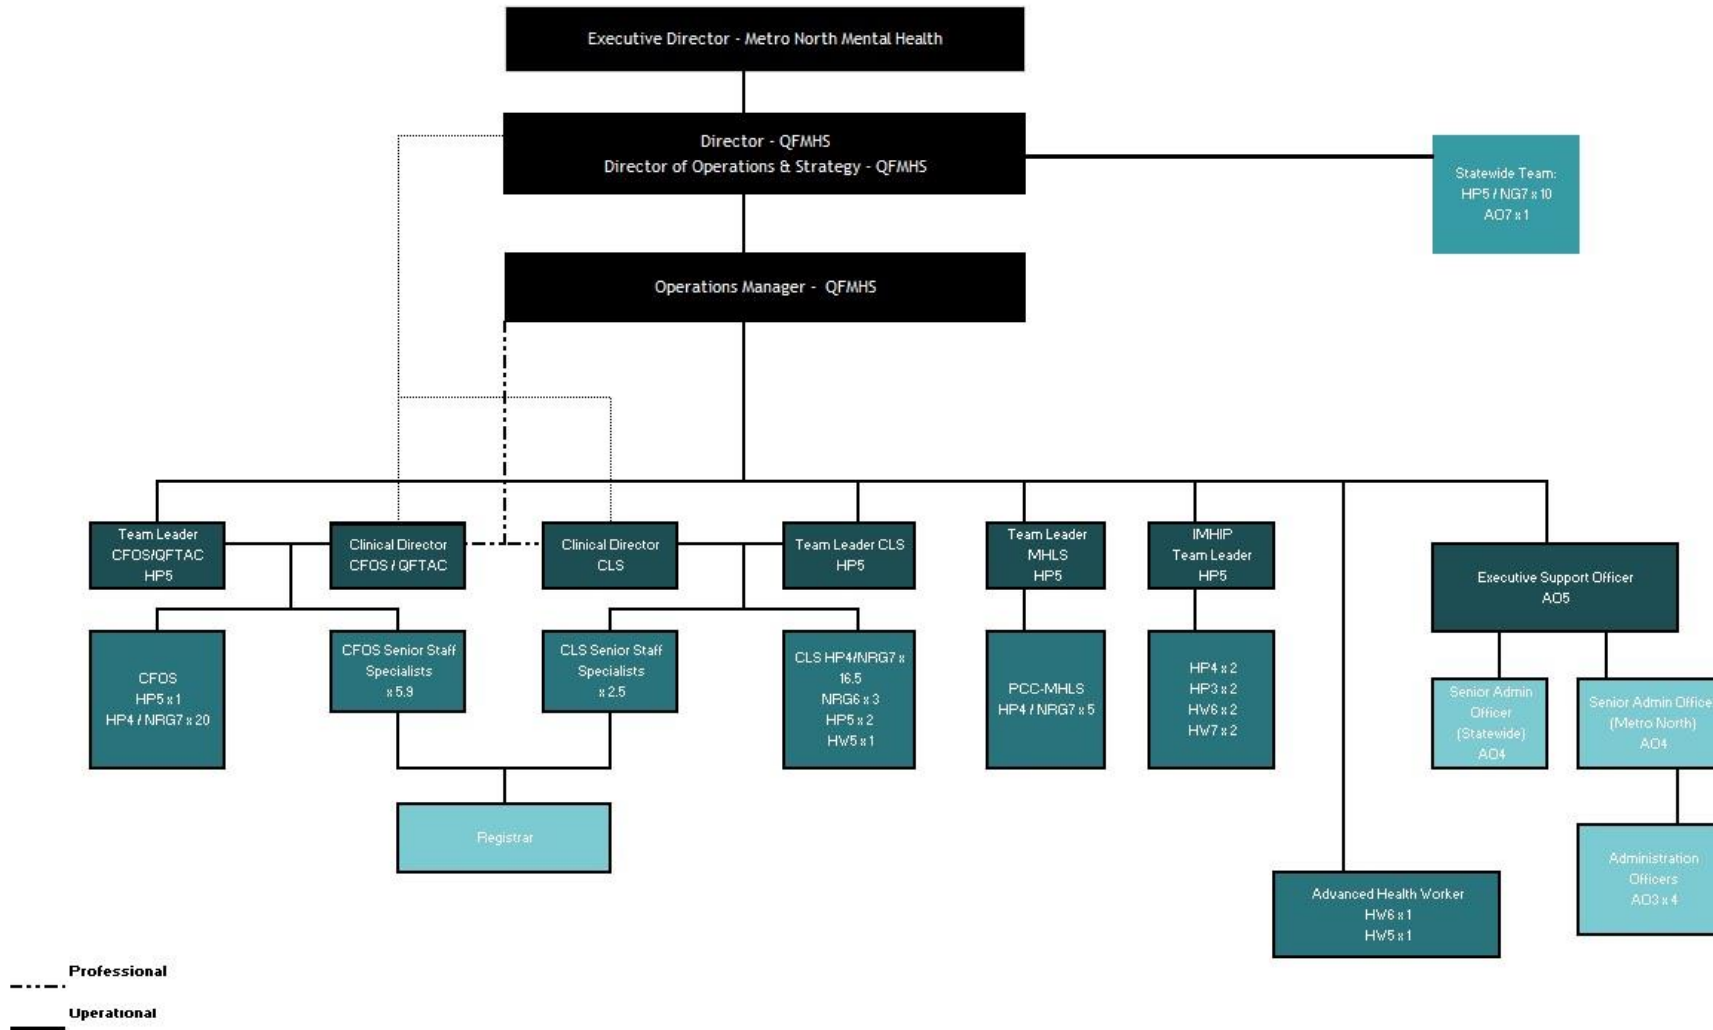 Executive Director - Metro North Mental Health
Director - QFMHS
Director of Operations & Strategy - QFMHS
Statewide Team:
HP5 / NG7 x 10
AO7 x 1
Operations Manager - QFMHS
Team Leader
CFOS/QFTAC
HP5
Clinical Director
CFOS / QFTAC
Clinical Director
CLS
Team Leader CLS
HP5
Team Leader
MHLS
HP5
IMHIP
Team Leader
HP5
Executive Support Officer
AO5
CFOS
HP5 x 1
HP4 / NRG7 x 20
CFOS Senior Staff
Specialists
x 5.9
CLS Senior Staff
Specialists
x 2.5
CLS HP4/NRG7 x
16.5
NRG6 x 3
HP5 x 2
HW5 x 1
PCC-MHLS
HP4 / NRG7 x 5
HP4 x 2
HP3 x 2
HW6 x 2
HW7 x 2
Senior Admin
Officer
(Statewide)
AO4
Senior Admin Office
(Metro North)
AO4
Registrar
Administration
Officers
AO3 x 4
Advanced Health Worker
HW6 x 1
HW5 x 1
Professional
Operational